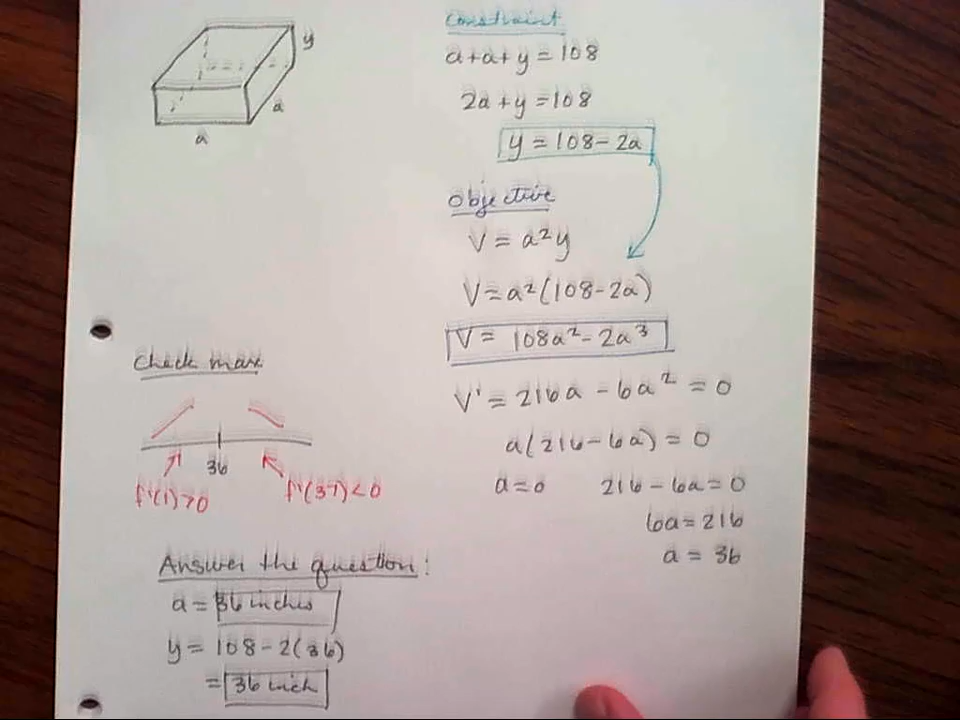 y
a
a
Constraint
a+a+y = 108
2a+y = 108
y = 108-2a
Objective
V = a²y
V = a²(108-2a)
V = 108a² - 2a³
V' = 216a - 6a² = 0
a(216-6a) = 0
a=0 216-6a=0
6a=216
a = 36
Check max
36
f'(1)>0 f'(37)<0
Answer the question!
a = 36 inches
y = 108-2(36)
= 36 inch